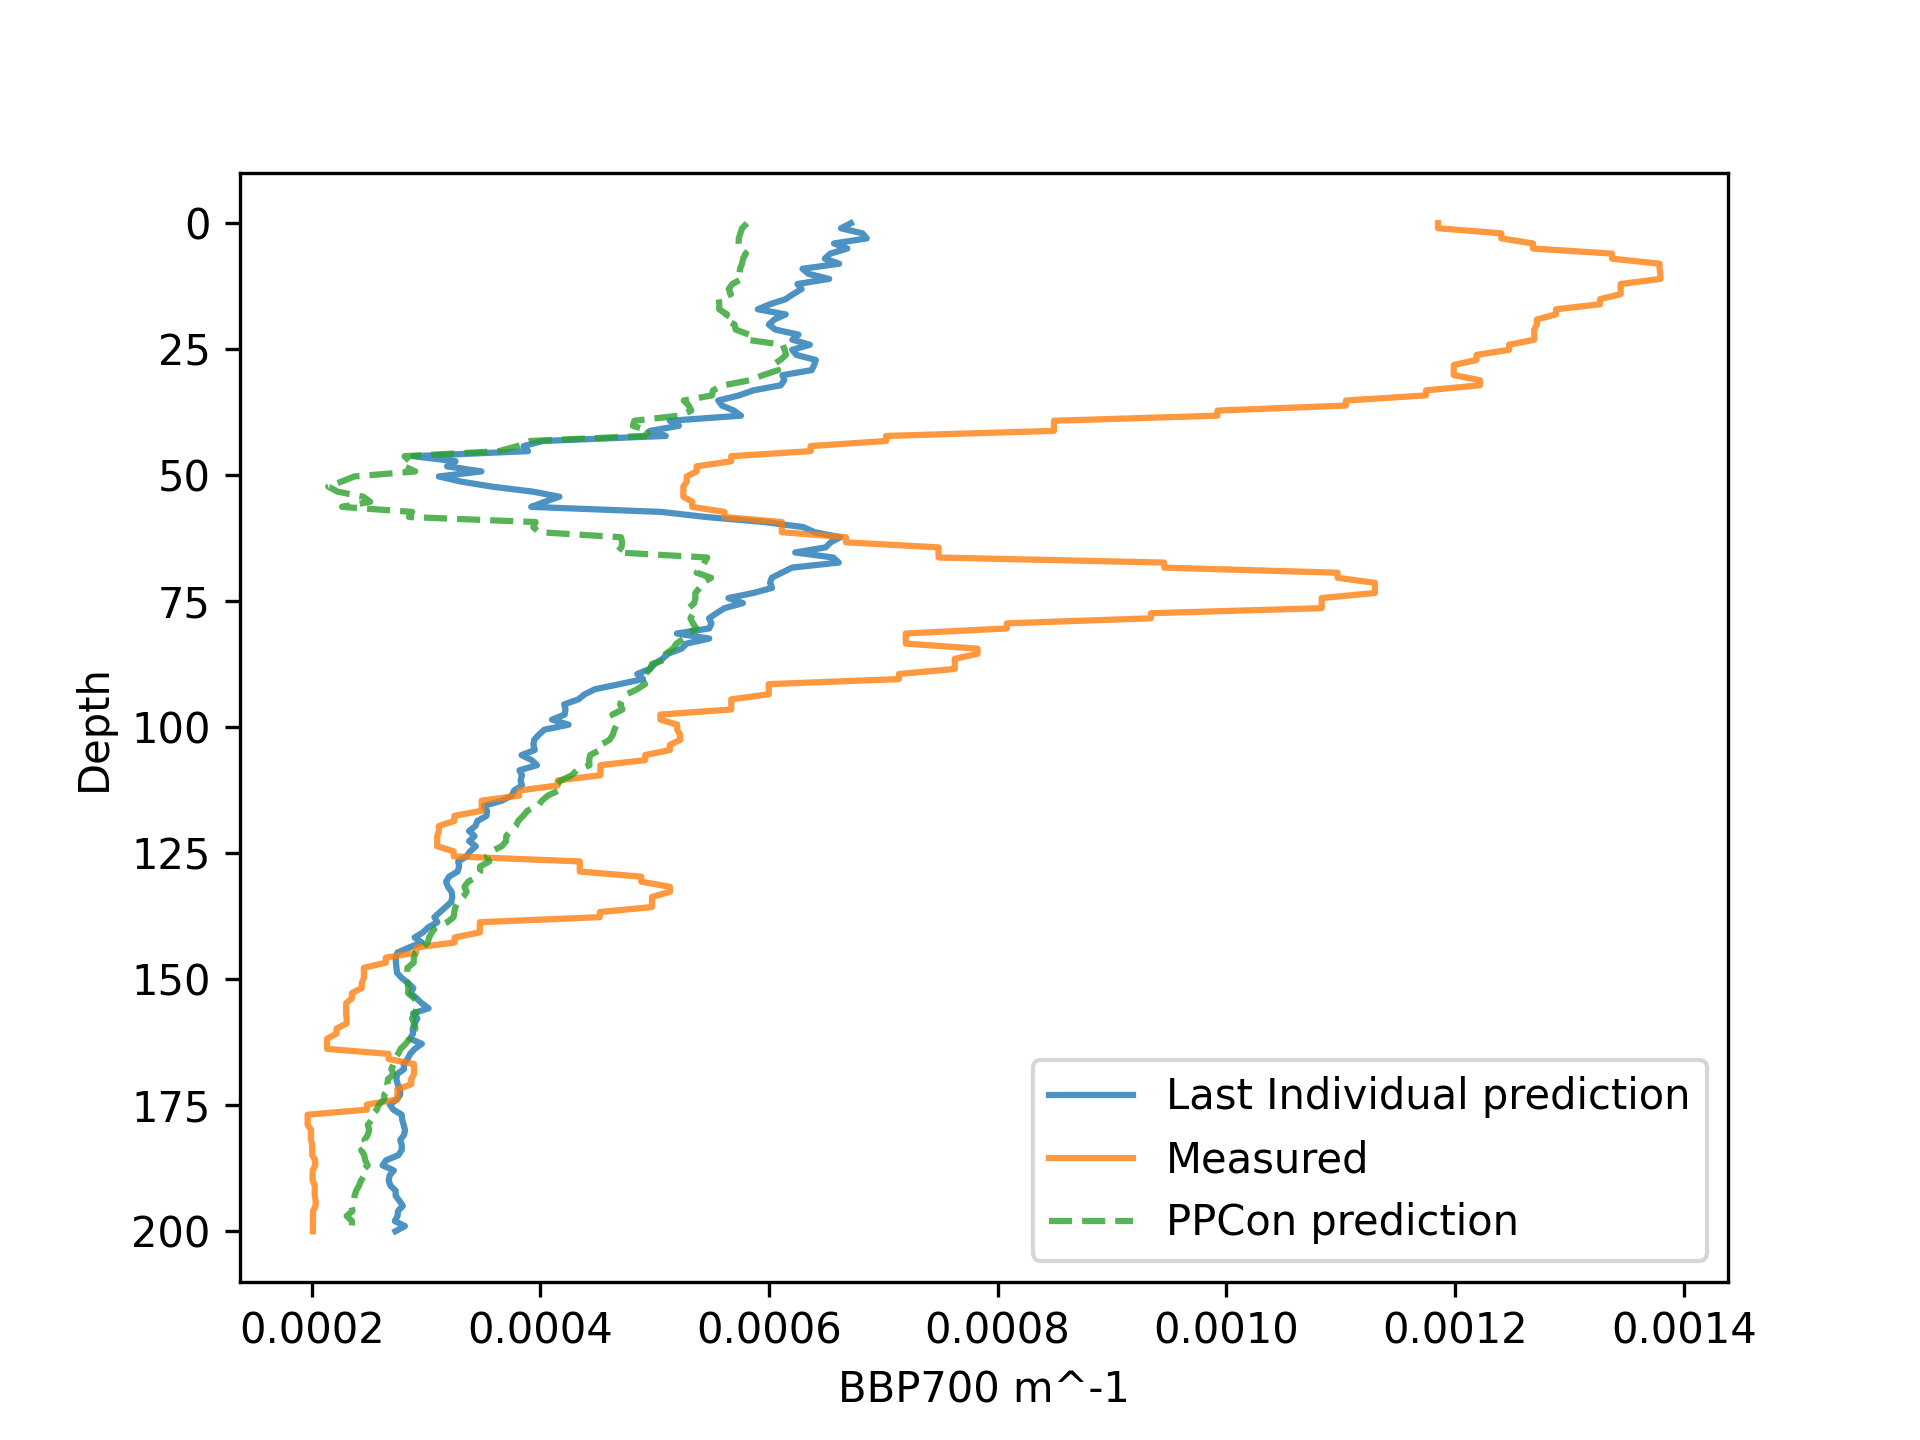 0
25
50
75
100
125
150
175
200
Depth
0.0002 0.0004 0.0006 0.0008 0.0010 0.0012 0.0014
BBP700 m^-1
Last Individual prediction
Measured
PPCon prediction